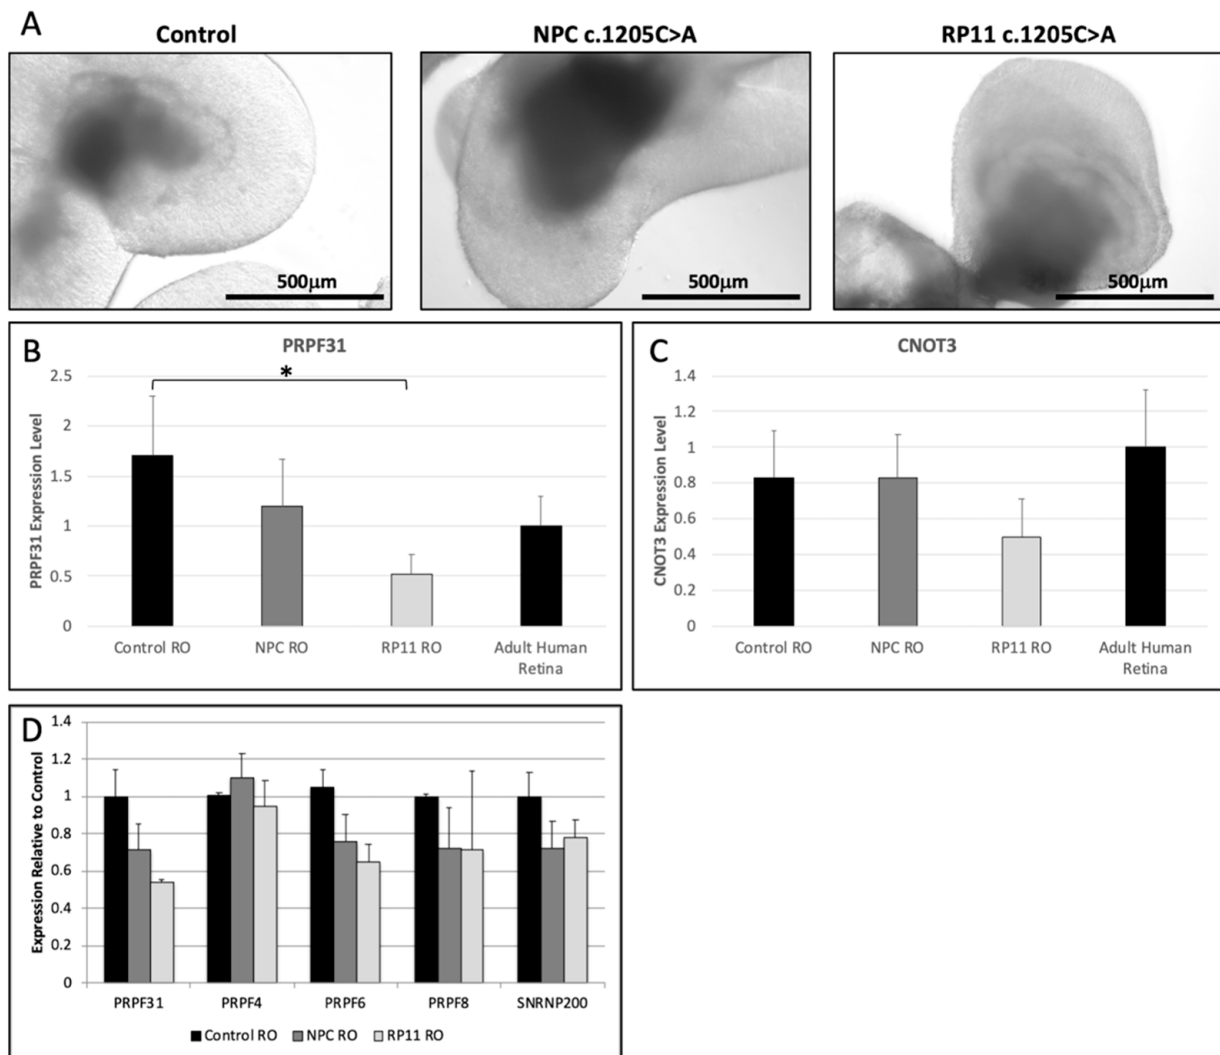 A
Control
NPC c.1205C>A
RP11 c.1205C>A
500μm
500μm
500μm
B
PRPF31
PRPF31 Expression Level
2.5
2
1.5
1
0.5
0
*
Control RO
NPC RO
RP11 RO
Adult Human
Retina
C
CNOT3
CNOT3 Expression Level
1.4
1.2
1
0.8
0.6
0.4
0.2
0
Control RO
NPC RO
RP11 RO
Adult Human
Retina
D
Expression Relative to Control
1.4
1.2
1
0.8
0.6
0.4
0.2
0
PRPF31
PRPF4
PRPF6
PRPF8
SNRNP200
Control RO
NPC RO
RP11 RO